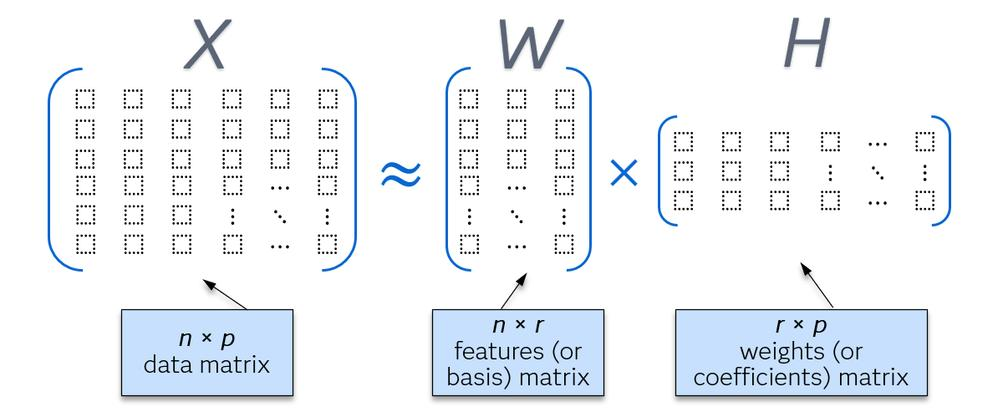 X
W
H
≈
×
n × p
data matrix
n × r
features (or
basis) matrix
r × p
weights (or
coefficients) matrix